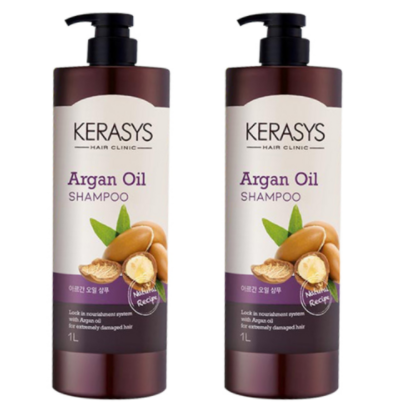 KERASYS
HAIR CLINIC
Argan Oil
SHAMPOO
아르간 오일 샴푸
Natural
Recipe
Lock in nourishment system
with Argan oil
for extremely damaged hair
1L
KERASYS
HAIR CLINIC
Argan Oil
SHAMPOO
아르간 오일 샴푸
Natural
Recipe
Lock in nourishment system
with Argan oil
for extremely damaged hair
1L